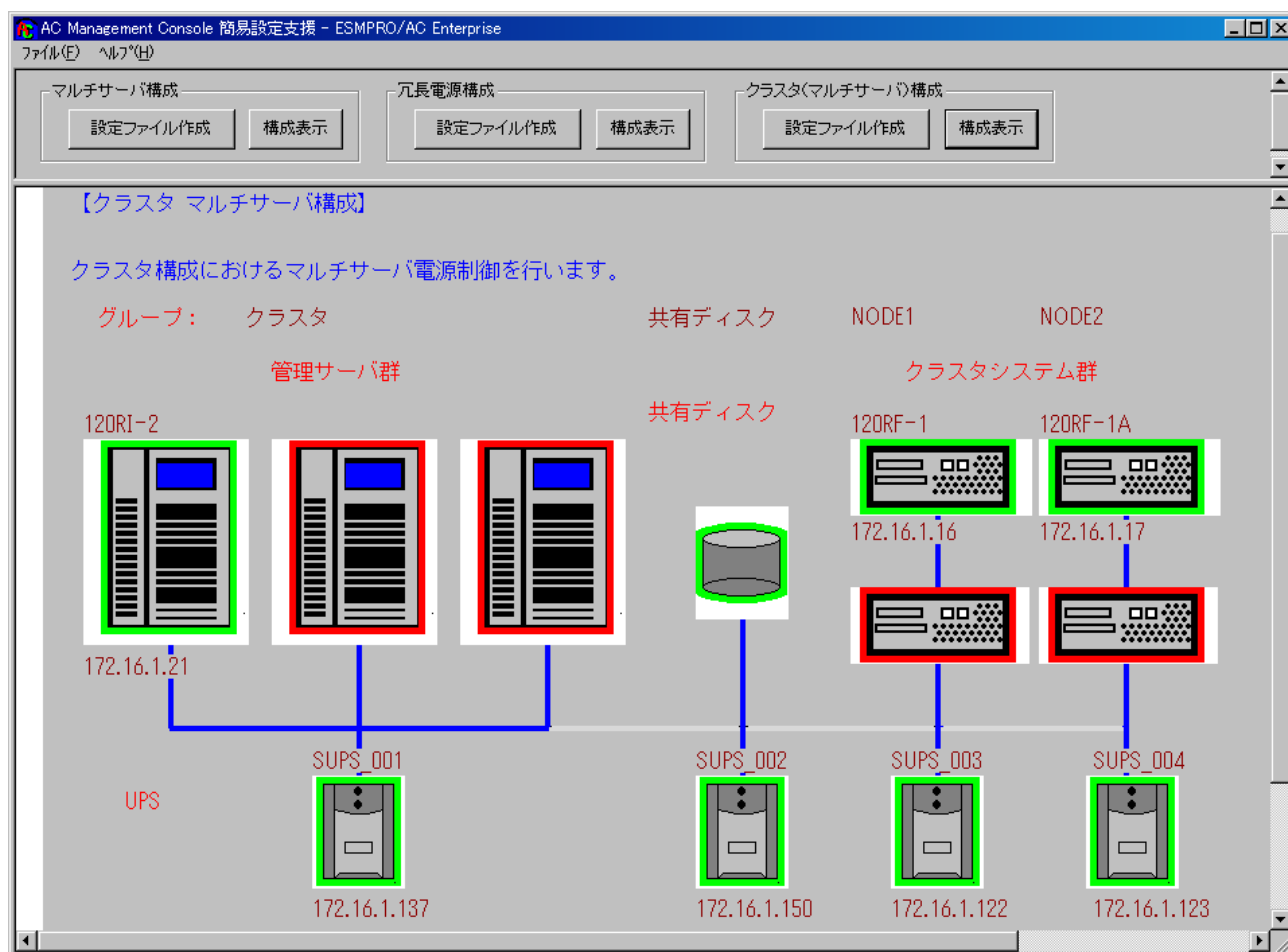 AC Management Console 簡易設定支援 - ESMPRO/AC Enterprise
ファイル(F) ヘルプ(H)
マルチサーバ構成 冗長電源構成 クラスタ(マルチサーバ)構成
設定ファイル作成 構成表示 設定ファイル作成 構成表示 設定ファイル作成 構成表示
【クラスタ マルチサーバ構成】
クラスタ構成におけるマルチサーバ電源制御を行います。
グループ： クラスタ 共有ディスク NODE1 NODE2
管理サーバ群 クラスタシステム群
共有ディスク
120RI-2 120RF-1 120RF-1A
172.16.1.16 172.16.1.17
172.16.1.21
SUPS_001 SUPS_002 SUPS_003 SUPS_004
UPS
172.16.1.137 172.16.1.150 172.16.1.122 172.16.1.123